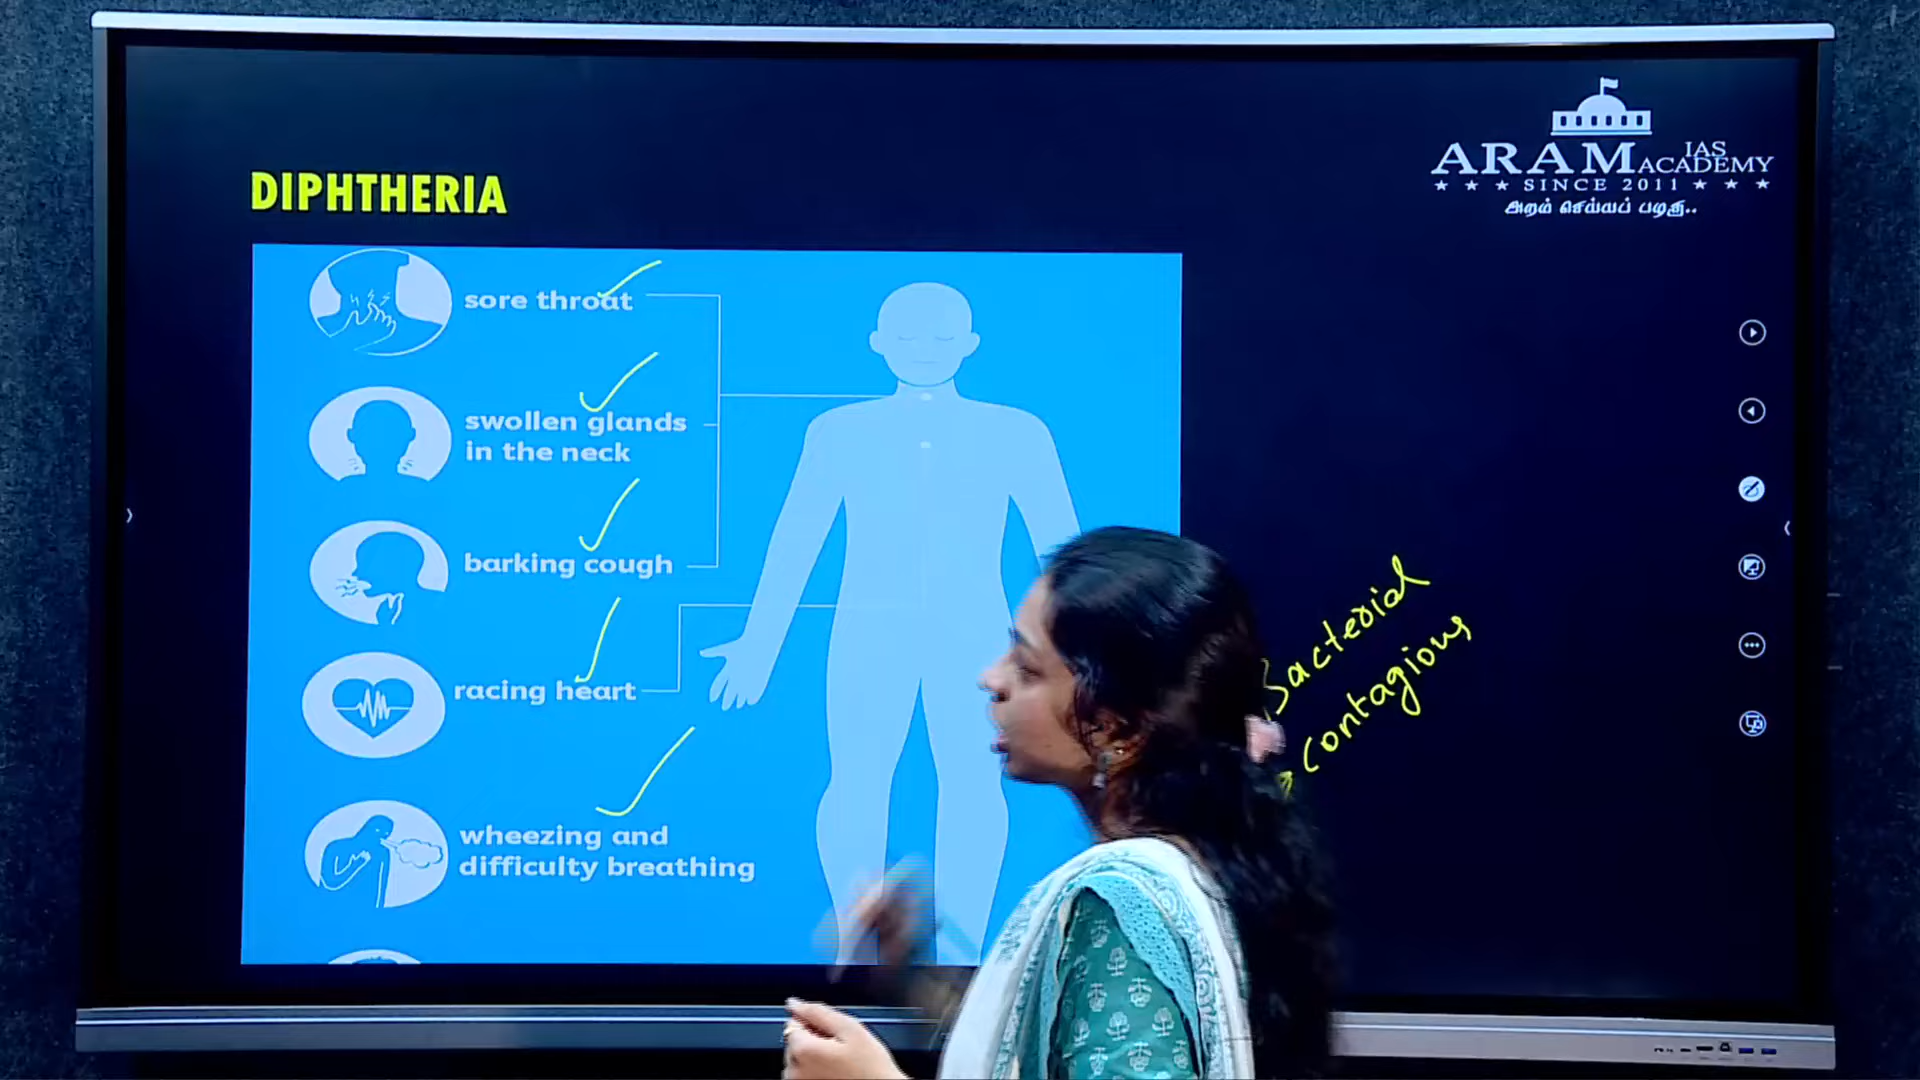 ARAM IAS ACADEMY
★ ★ ★ SINCE 2011 ★ ★ ★
அறம் செய்யப் பழகு..
DIPHTHERIA
sore throat
swollen glands
in the neck
barking cough
racing heart
wheezing and
difficulty breathing
Bacterial
contagious